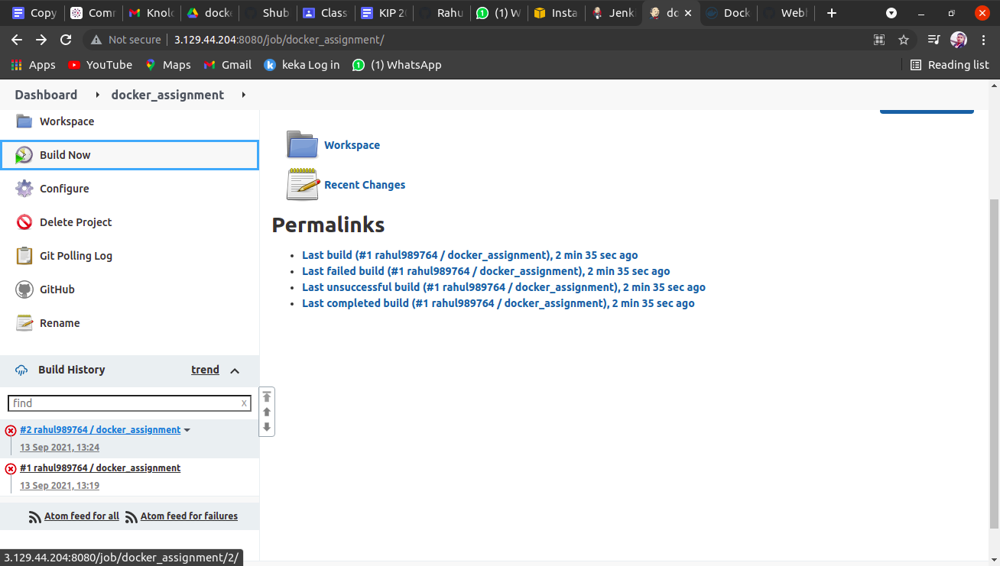 Copy
Com
Knol
docke
Shub
Class
KIP 2
Rahu
(1) W
Insta
Jenk
do
Dock
Webh
Not secure
3.129.44.204:8080/job/docker_assignment/
Apps
YouTube
Maps
Gmail
keka Log in
(1) WhatsApp
Reading list
Dashboard
docker_assignment
Workspace
Build Now
Configure
Delete Project
Git Polling Log
GitHub
Rename
Build History
trend
find
x
#2 rahul989764 / docker_assignment
13 Sep 2021, 13:24
#1 rahul989764 / docker_assignment
13 Sep 2021, 13:19
Atom feed for all
Atom feed for failures
Workspace
Recent Changes
Permalinks
Last build (#1 rahul989764 / docker_assignment), 2 min 35 sec ago
Last failed build (#1 rahul989764 / docker_assignment), 2 min 35 sec ago
Last unsuccessful build (#1 rahul989764 / docker_assignment), 2 min 35 sec ago
Last completed build (#1 rahul989764 / docker_assignment), 2 min 35 sec ago
3.129.44.204:8080/job/docker_assignment/2/